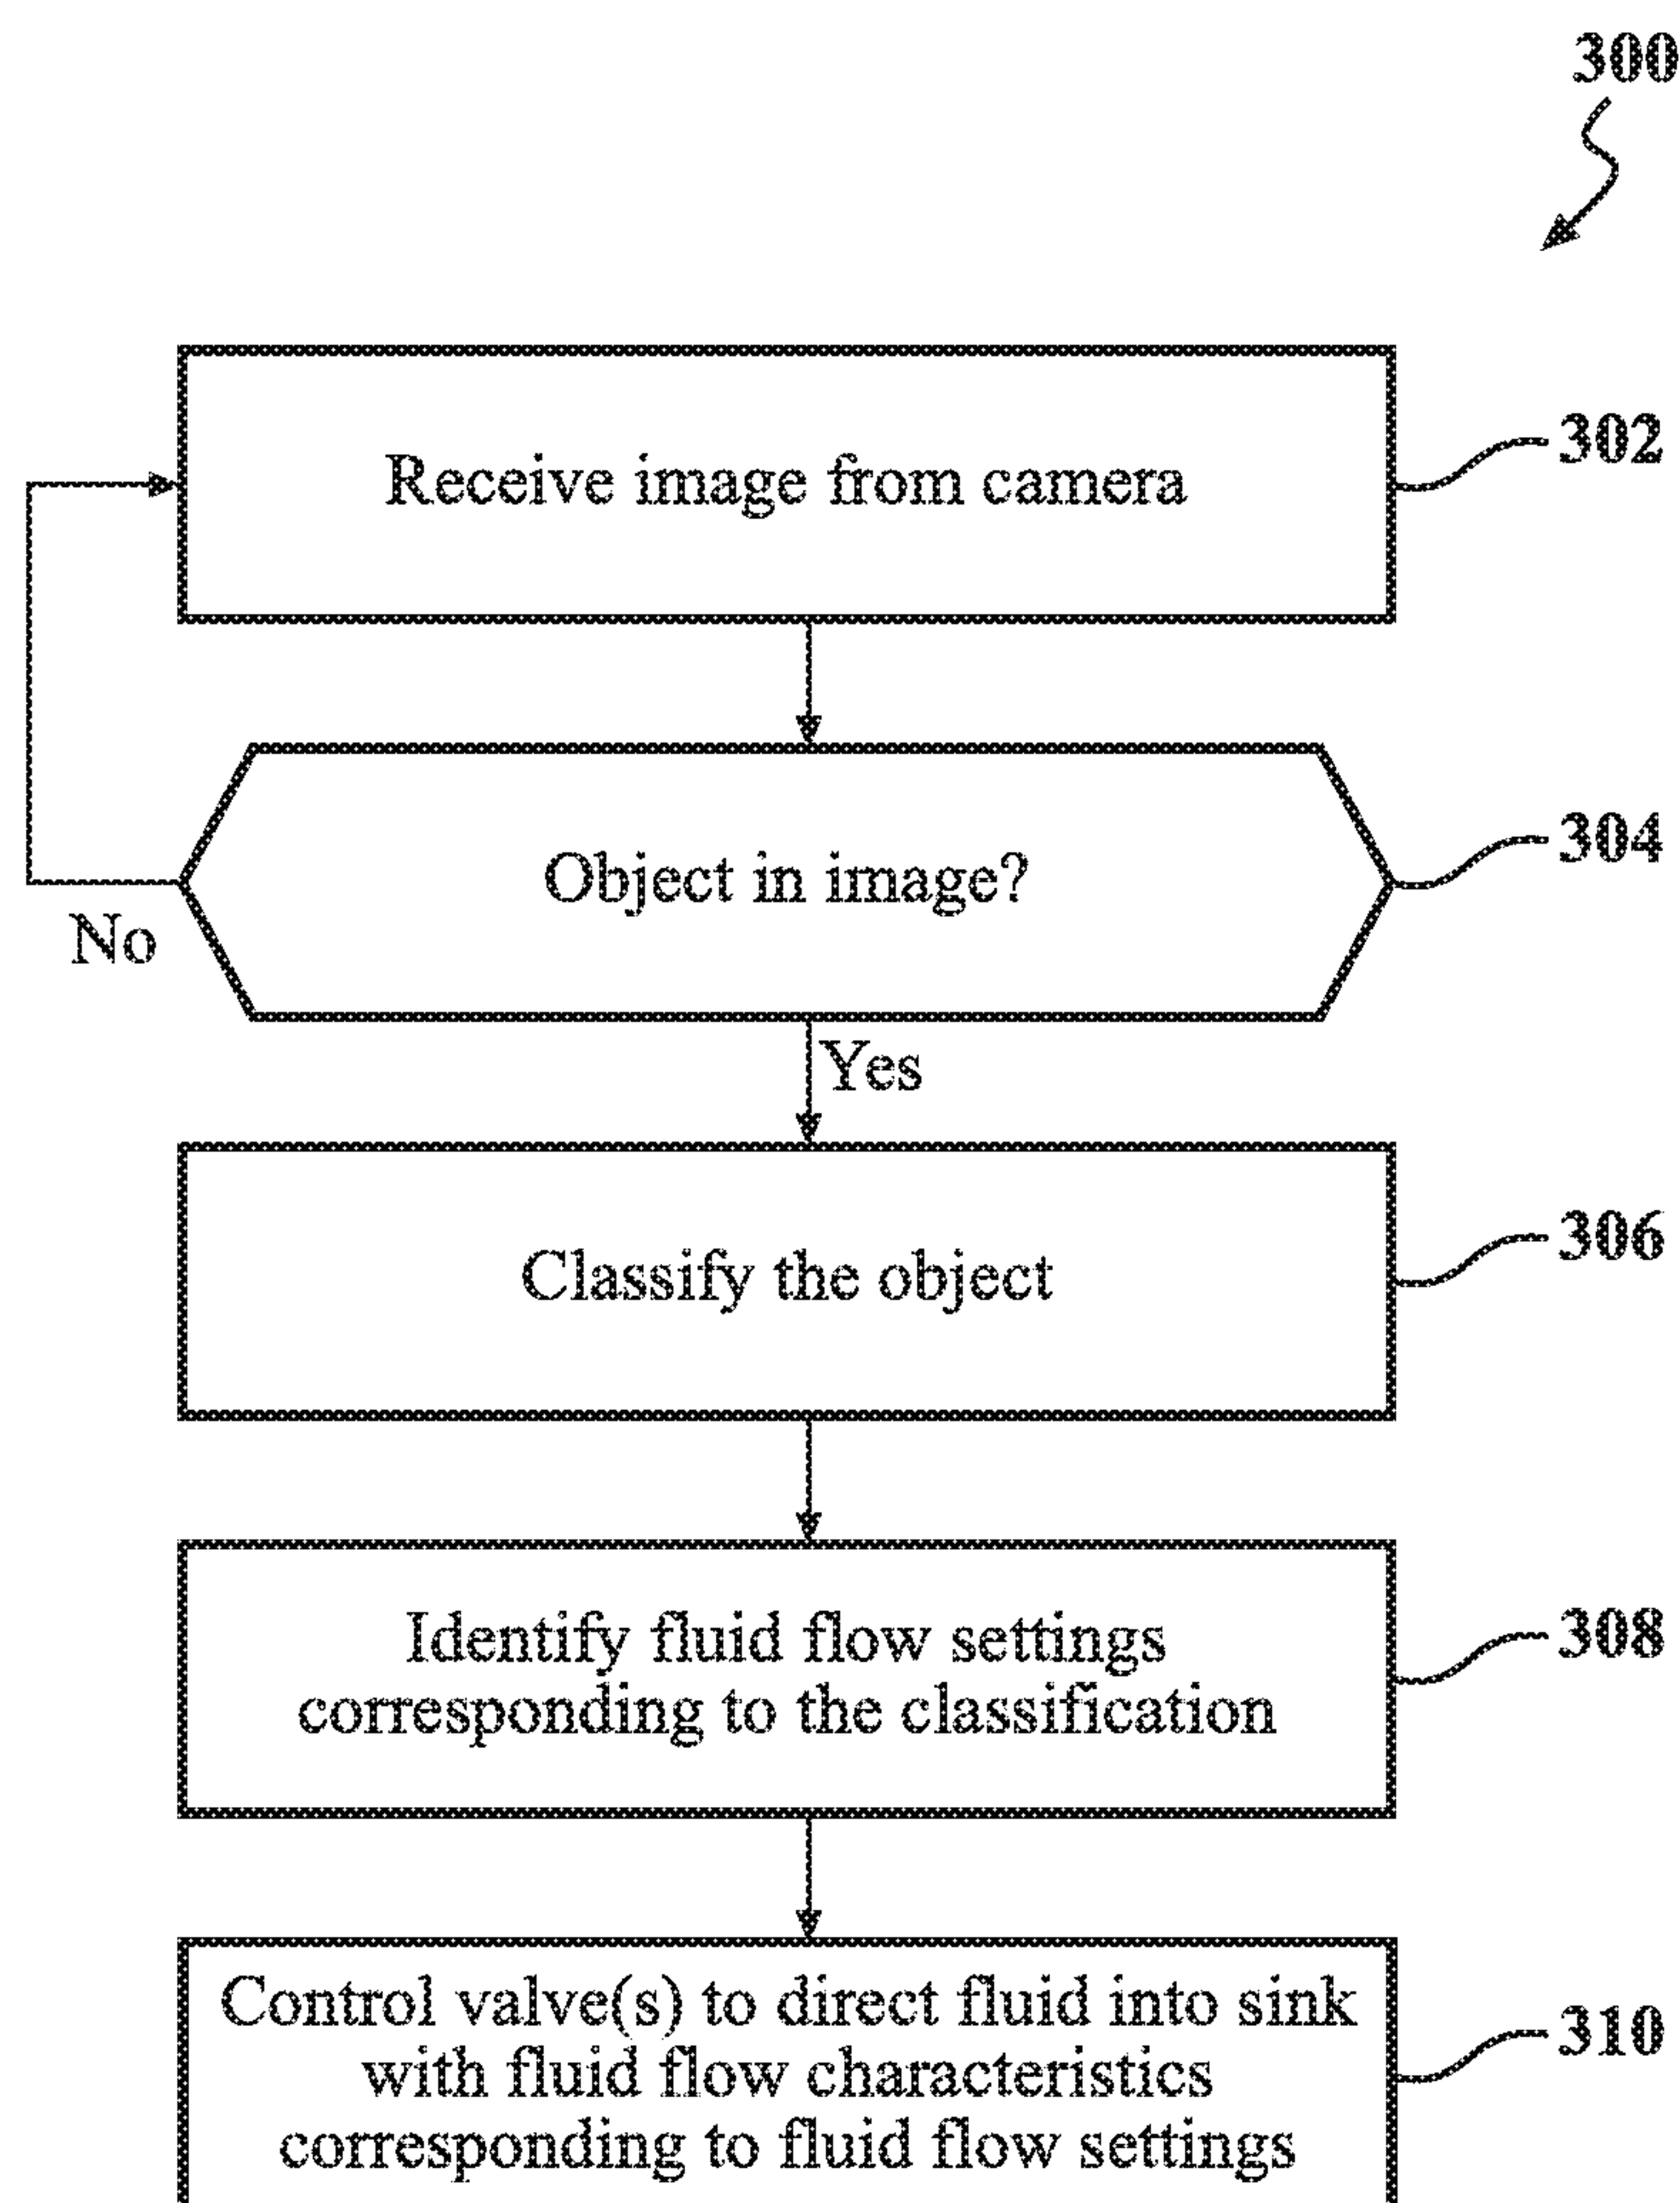 300
Receive image from camera
302
Object in image?
304
No
Yes
Classify the object
306
Identify fluid flow settings
corresponding to the classification
308
Control valve(s) to direct fluid into sink
with fluid flow characteristics
corresponding to fluid flow settings
310